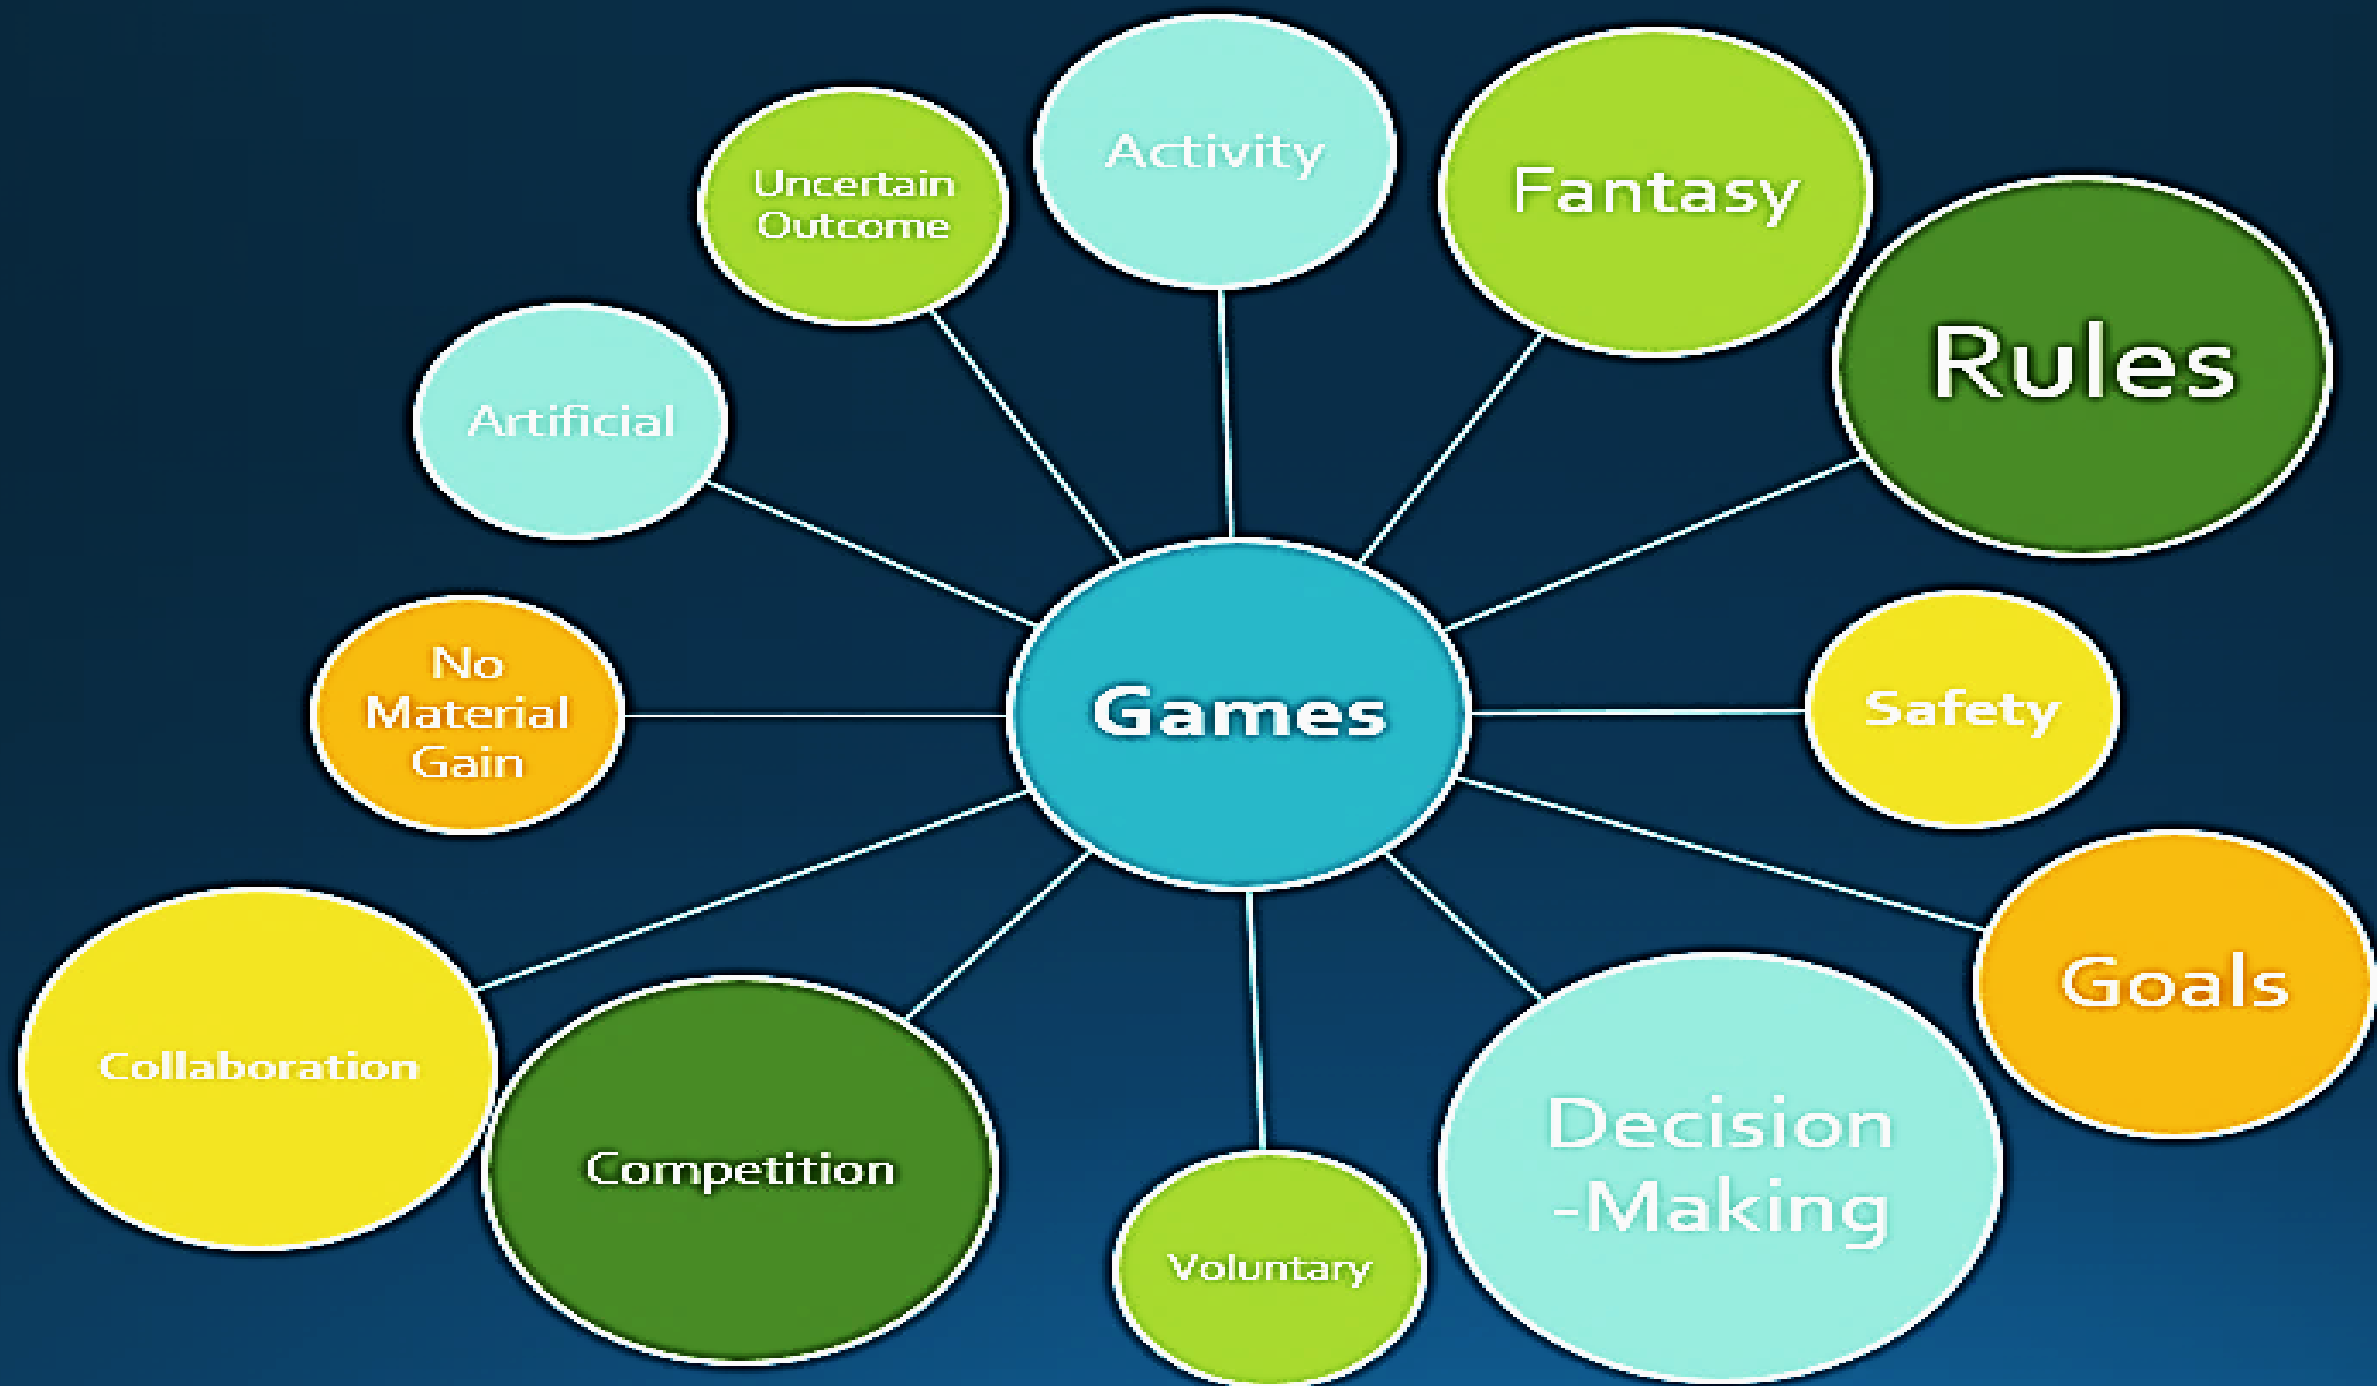 Activity
Fantasy
Uncertain
Outcome
Rules
Artificial
Games
No
Material
Gain
Safety
Goals
Collaboration
Competition
Decision
-Making
Voluntary